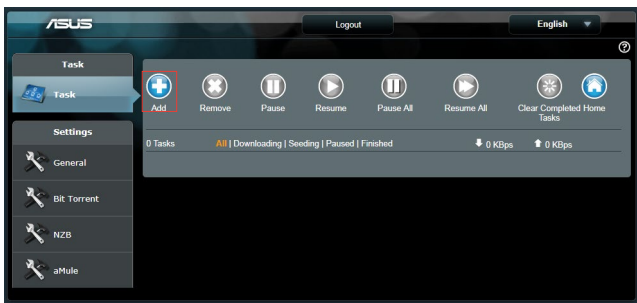 ASUS
Logout
English
Task
Task
Settings
General
Bit Torrent
NZB
aMule
Add
Remove
Pause
Resume
Pause All
Resume All
Clear Completed
Tasks
Home
0 Tasks
All | Downloading | Seeding | Paused | Finished
0 KBps
0 KBps